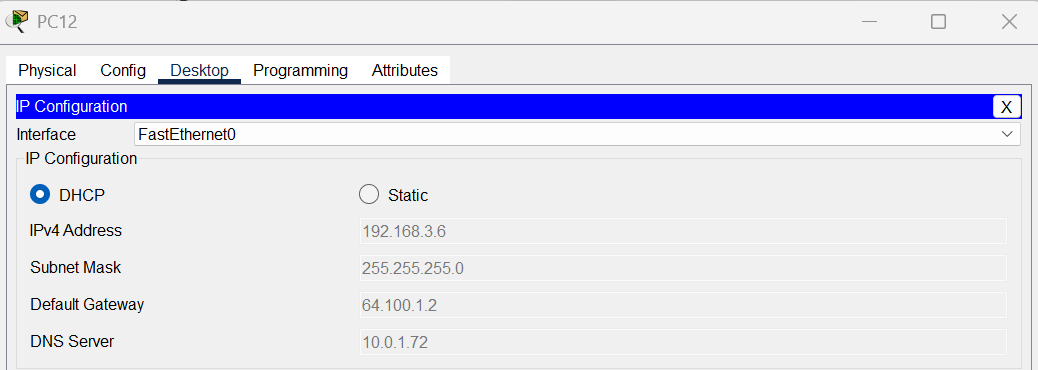 PC12
Physical Config Desktop Programming Attributes
IP Configuration X
Interface FastEthernet0
IP Configuration
DHCP Static
IPv4 Address 192.168.3.6
Subnet Mask 255.255.255.0
Default Gateway 64.100.1.2
DNS Server 10.0.1.72